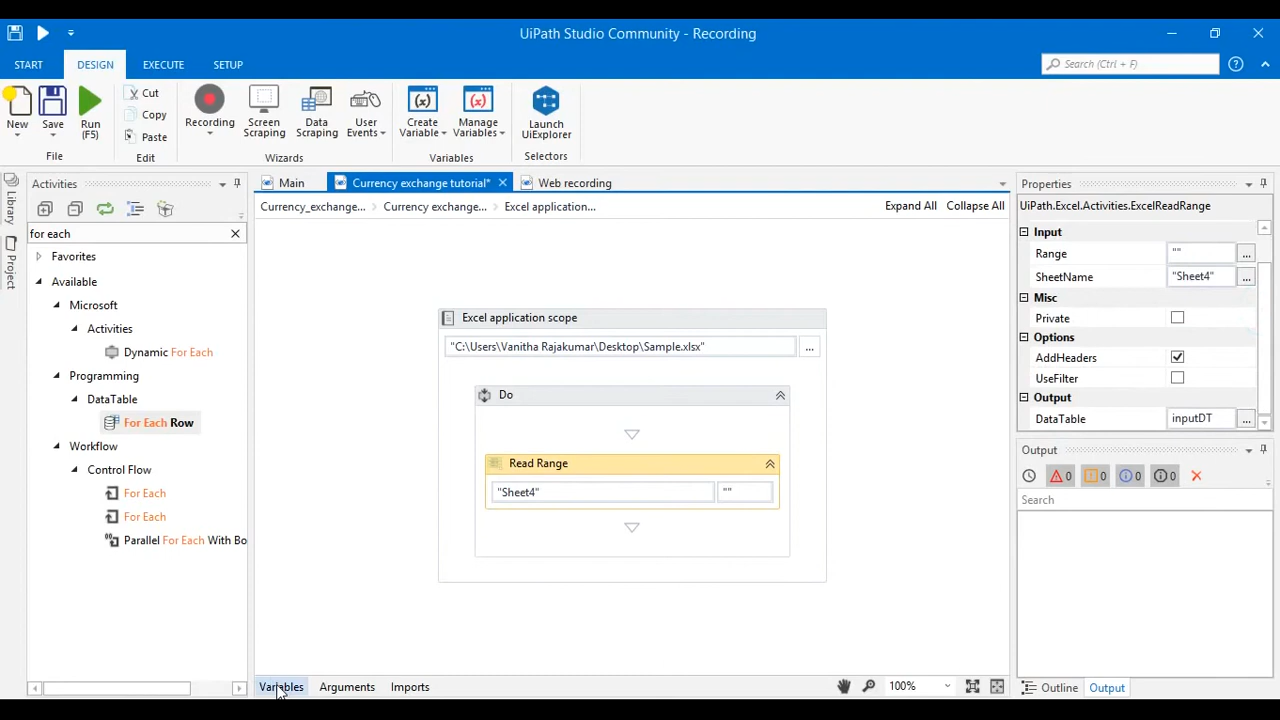 UiPath Studio Community - Recording
START DESIGN EXECUTE SETUP
Search (Ctrl + F)
New
Save
Run
(F5)
File
Cut
Copy
Paste
Edit
Recording
Screen
Scraping
Data
Scraping
User
Events
Wizards
Create
Variable
Manage
Variables
Variables
Launch
UiExplorer
Selectors
Library
Project
Activities
for each
Favorites
Available
Microsoft
Activities
Dynamic For Each
Programming
DataTable
For Each Row
Workflow
Control Flow
For Each
For Each
Parallel For Each With Bo
Main
Currency exchange tutorial*
Web recording
Currency_exchange... Currency exchange... Excel application...
Expand All Collapse All
Excel application scope
"C:\Users\Vanitha Rajakumar\Desktop\Sample.xlsx"
...
Do
Read Range
"Sheet4" ""
Variables Arguments Imports
100%
Properties
UiPath.Excel.Activities.ExcelReadRange
Input
Range "" ...
SheetName "Sheet4" ...
Misc
Private
Options
AddHeaders
UseFilter
Output
DataTable inputDT ...
Output
0 0 0 0
Search
Outline Output